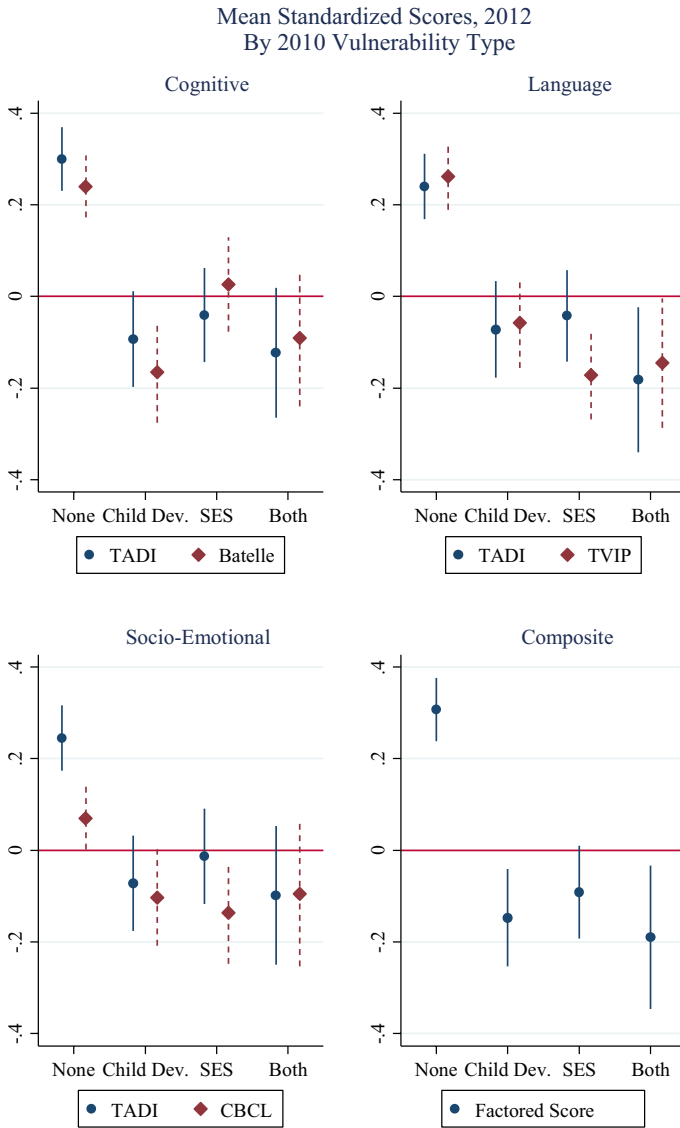 Mean Standardized Scores, 2012
By 2010 Vulnerability Type
Cognitive
.4
.2
0
-.2
-.4
None Child Dev. SES Both
TADI Batelle
Language
.4
.2
0
-.2
-.4
None Child Dev. SES Both
TADI TVIP
Socio-Emotional
.4
.2
0
-.2
-.4
None Child Dev. SES Both
TADI CBCL
Composite
.4
.2
0
-.2
-.4
None Child Dev. SES Both
Factored Score